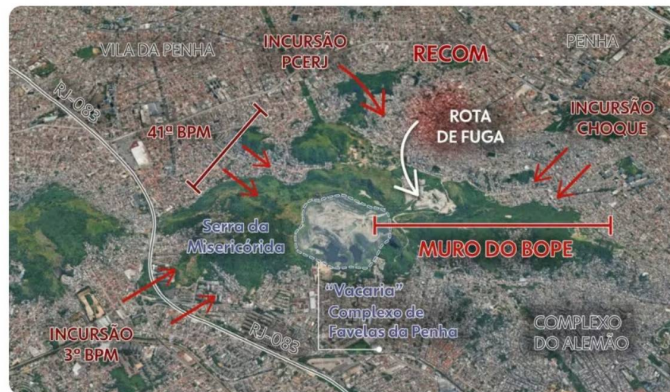 VILA DA PENHA
INCURSÃO
PCERJ
RECOM
PENHA
RJ-083
41º BPM
ROTA
DE FUGA
INCURSÃO
CHOQUE
Serra da
Misericórida
MURO DO BOPE
"Vacaria"
Complexo de
Favelas da Penha
INCURSÃO
3º BPM
RJ-083
COMPLEXO
DO ALEMÃO